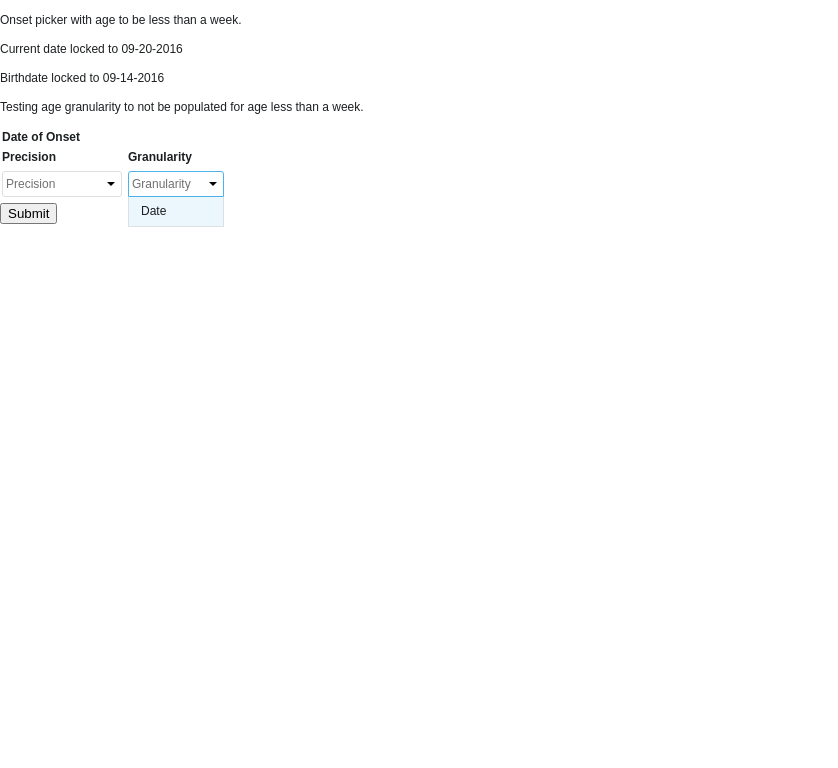 Onset picker with age to be less than a week.
Current date locked to 09-20-2016
Birthdate locked to 09-14-2016
Testing age granularity to not be populated for age less than a week.
Date of Onset
Precision Granularity
Precision Granularity
Submit Date